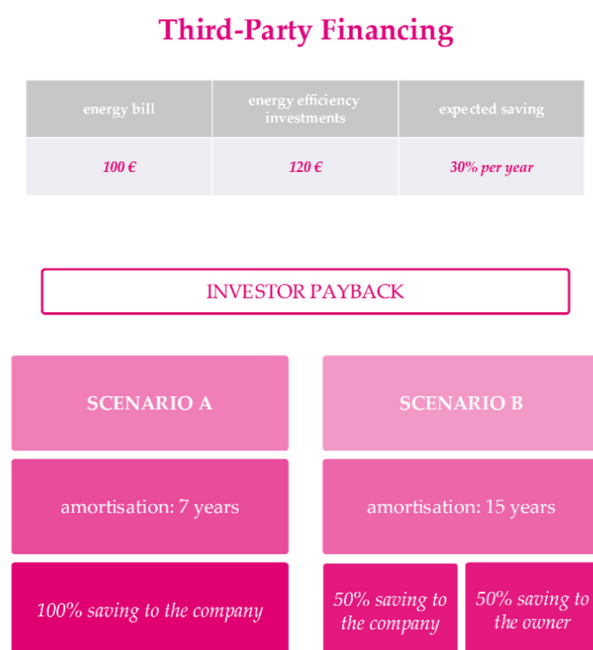 Third-Party Financing
energy bill
energy efficiency
investments
expected saving
100 €
120 €
30% per year
INVESTOR PAYBACK
SCENARIO A
SCENARIO B
amortisation: 7 years
amortisation: 15 years
100% saving to the company
50% saving to
the company
50% saving to
the owner